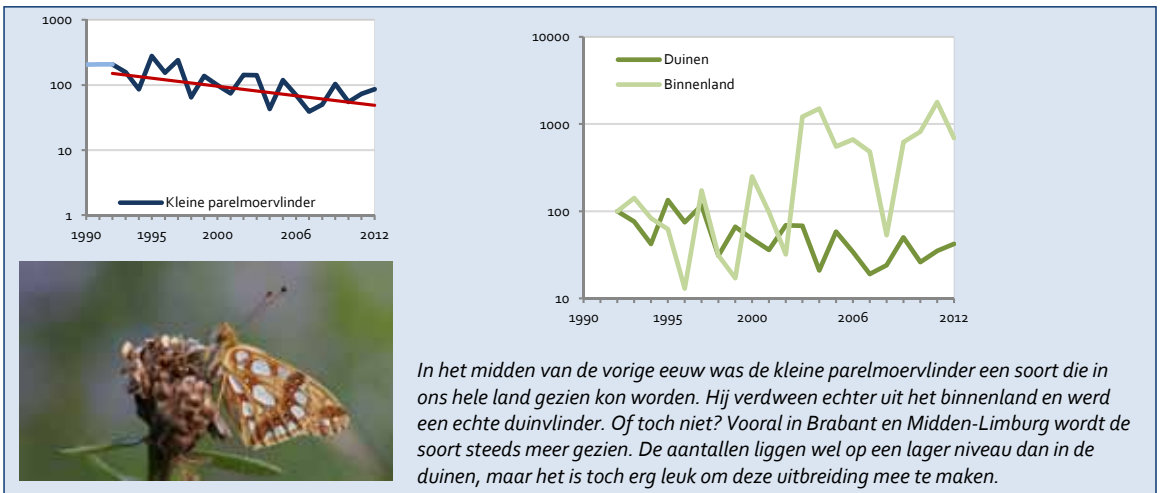 1000
100
10
1
Kleine parelmoervlinder
1990 1995 2000 2006 2012
10000
1000
100
10
Duinen
Binnenland
1990 1995 2000 2006 2012
In het midden van de vorige eeuw was de kleine parelmoervlinder een soort die in
ons hele land gezien kon worden. Hij verdween echter uit het binnenland en werd
een echte duinvlinder. Of toch niet? Vooral in Brabant en Midden-Limburg wordt de
soort steeds meer gezien. De aantallen liggen wel op een lager niveau dan in de
duinen, maar het is toch erg leuk om deze uitbreiding mee te maken.